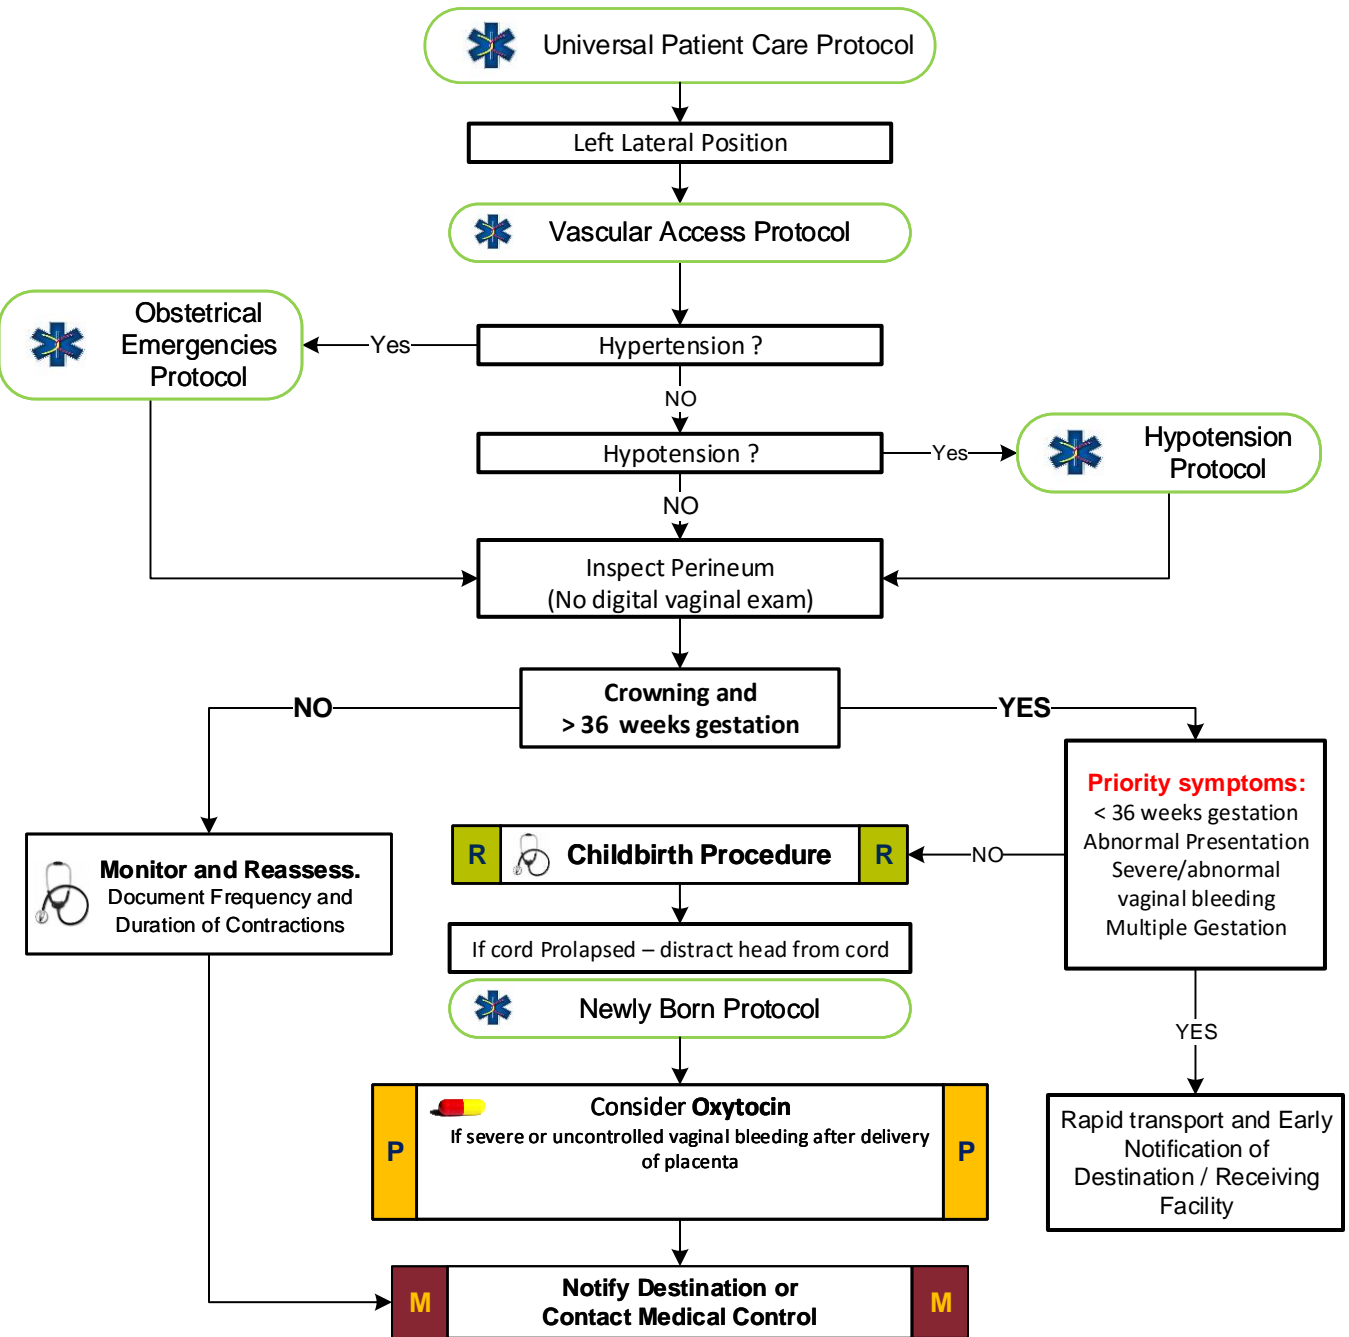 Universal Patient Care Protocol
Left Lateral Position
Vascular Access Protocol
Obstetrical
Emergencies
Protocol
Yes
Hypertension ?
NO
Hypotension ?
Yes
Hypotension
Protocol
NO
Inspect Perineum
(No digital vaginal exam)
Crowning and
> 36 weeks gestation
NO
YES
Priority symptoms:
< 36 weeks gestation
Abnormal Presentation
Severe/abnormal
vaginal bleeding
Multiple Gestation
Monitor and Reassess.
Document Frequency and
Duration of Contractions
R Childbirth Procedure R
NO
If cord Prolapsed – distract head from cord
Newly Born Protocol
YES
P P
Consider Oxytocin
If severe or uncontrolled vaginal bleeding after delivery
of placenta
Rapid transport and Early
Notification of
Destination / Receiving
Facility
M M
Notify Destination or
Contact Medical Control